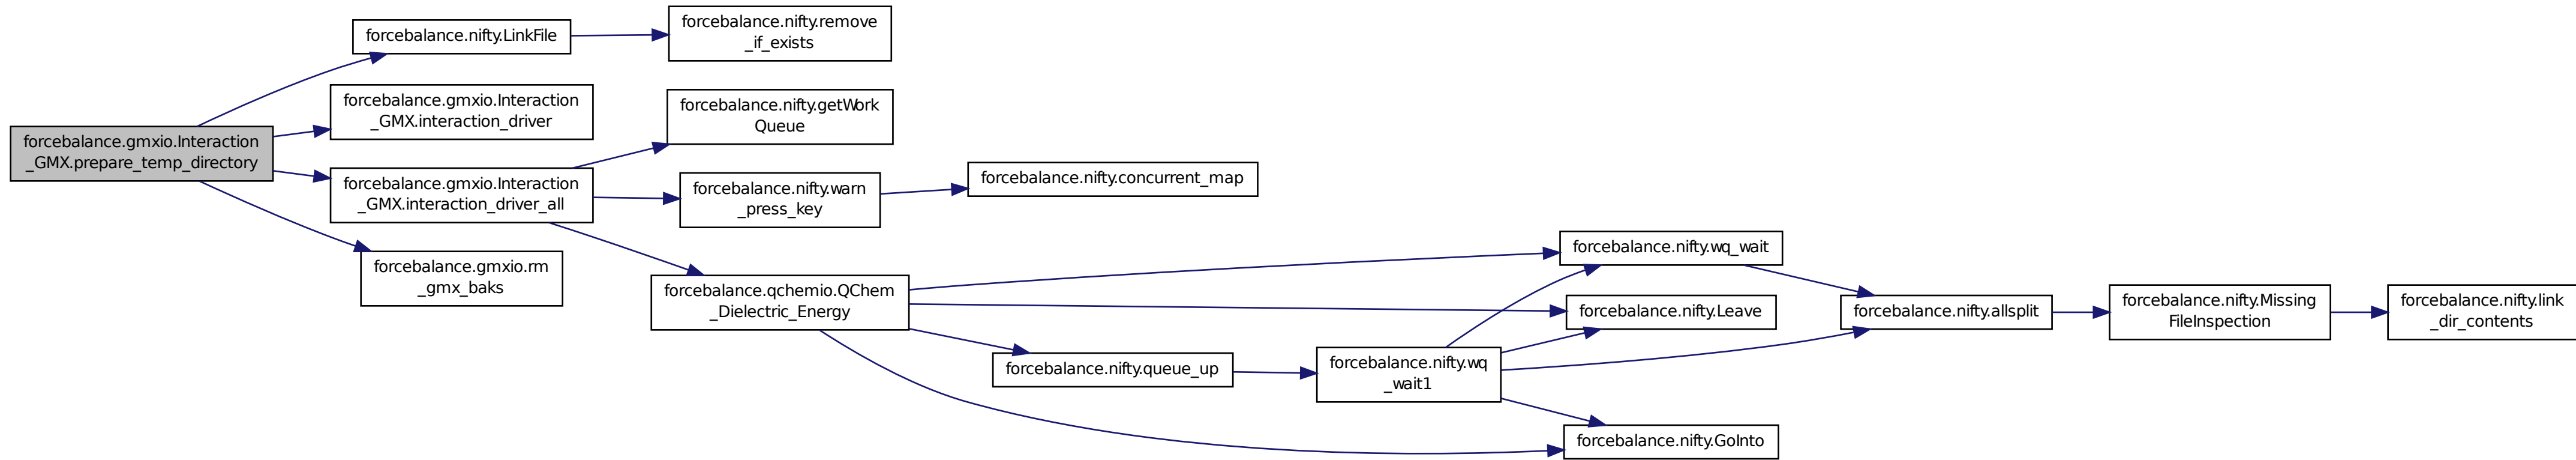 forcebalance.gmxio.Interaction
_GMX.prepare_temp_directory
forcebalance.nifty.LinkFile
forcebalance.nifty.remove
_if_exists
forcebalance.gmxio.Interaction
_GMX.interaction_driver
forcebalance.gmxio.Interaction
_GMX.interaction_driver_all
forcebalance.nifty.getWork
Queue
forcebalance.nifty.warn
_press_key
forcebalance.nifty.concurrent_map
forcebalance.gmxio.rm
_gmx_baks
forcebalance.qchemio.QChem
_Dielectric_Energy
forcebalance.nifty.queue_up
forcebalance.nifty.wq
_wait1
forcebalance.nifty.wq_wait
forcebalance.nifty.Leave
forcebalance.nifty.GoInto
forcebalance.nifty.allsplit
forcebalance.nifty.Missing
FileInspection
forcebalance.nifty.link
_dir_contents